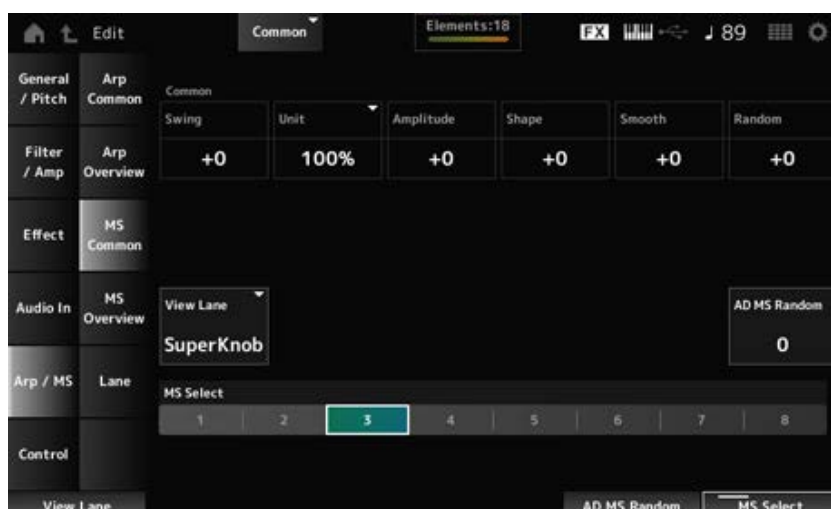 Edit
Common
Elements:18
FX
♩ 89
General / Pitch
Filter / Amp
Effect
Audio In
Arp / MS
Control
Arp Common
Arp Overview
MS Common
MS Overview
Lane
Common
Swing Unit Amplitude Shape Smooth Random
+0 100% +0 +0 +0 +0
View Lane
SuperKnob
AD MS Random
0
MS Select
1 2 3 4 5 6 7 8
View Lane AD MS Random MS Select